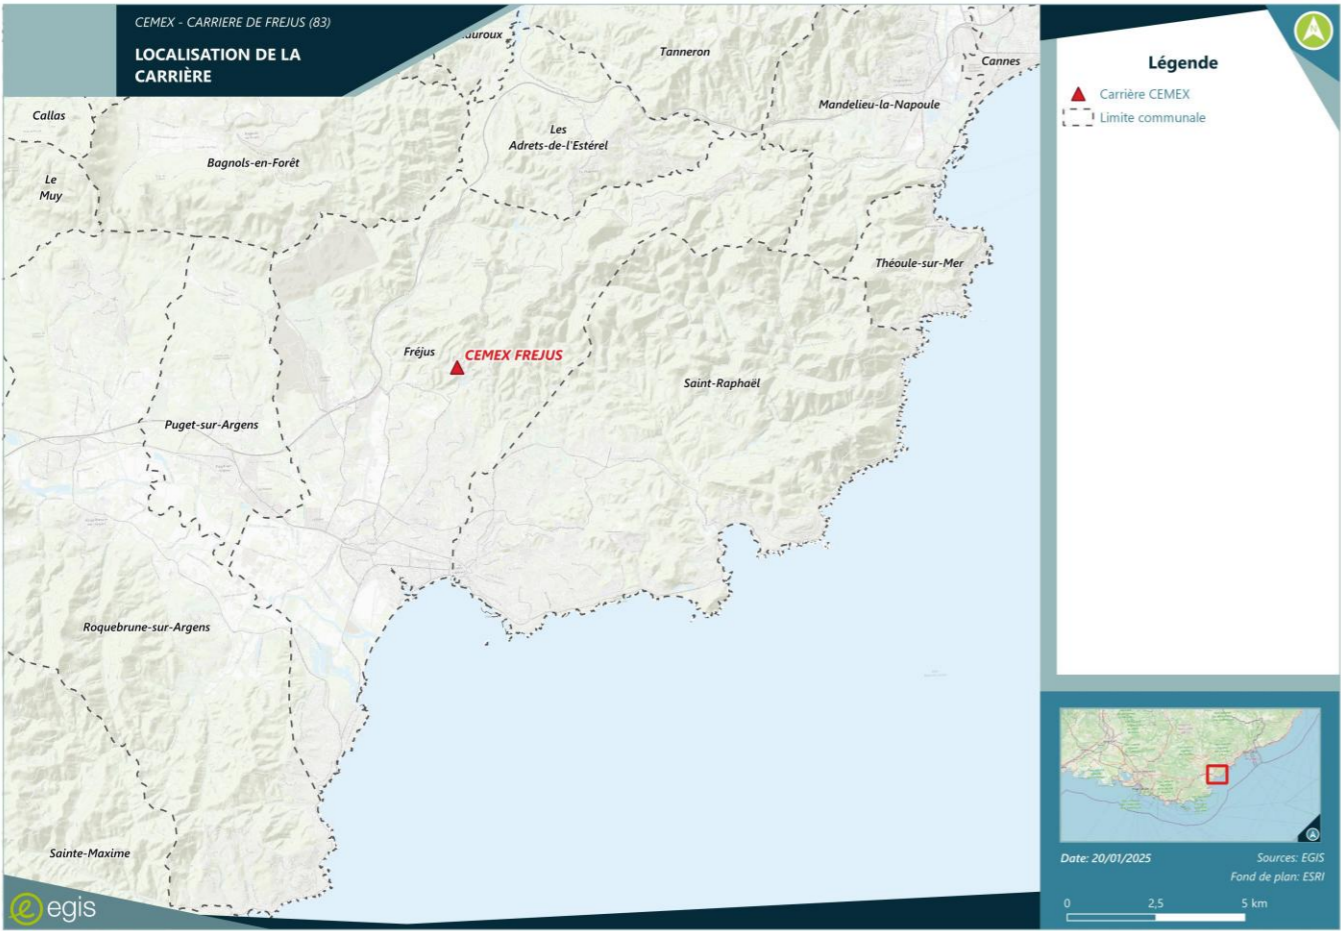 CEMEX - CARRIERE DE FREJUS (83)
LOCALISATION DE LA
CARRIÈRE
Tanneron
Cannes
Mandelieu-la-Napoule
Callas
Les
Adrets-de-l'Estérel
Bagnols-en-Forêt
Le
Muy
Théoule-sur-Mer
Fréjus
CEMEX FREJUS
Saint-Raphaël
Puget-sur-Argens
Roquebrune-sur-Argens
Sainte-Maxime
egis
Légende
Carrière CEMEX
Limite communale
Date: 20/01/2025
Sources: EGIS
Fond de plan: ESRI
0 2,5 5 km